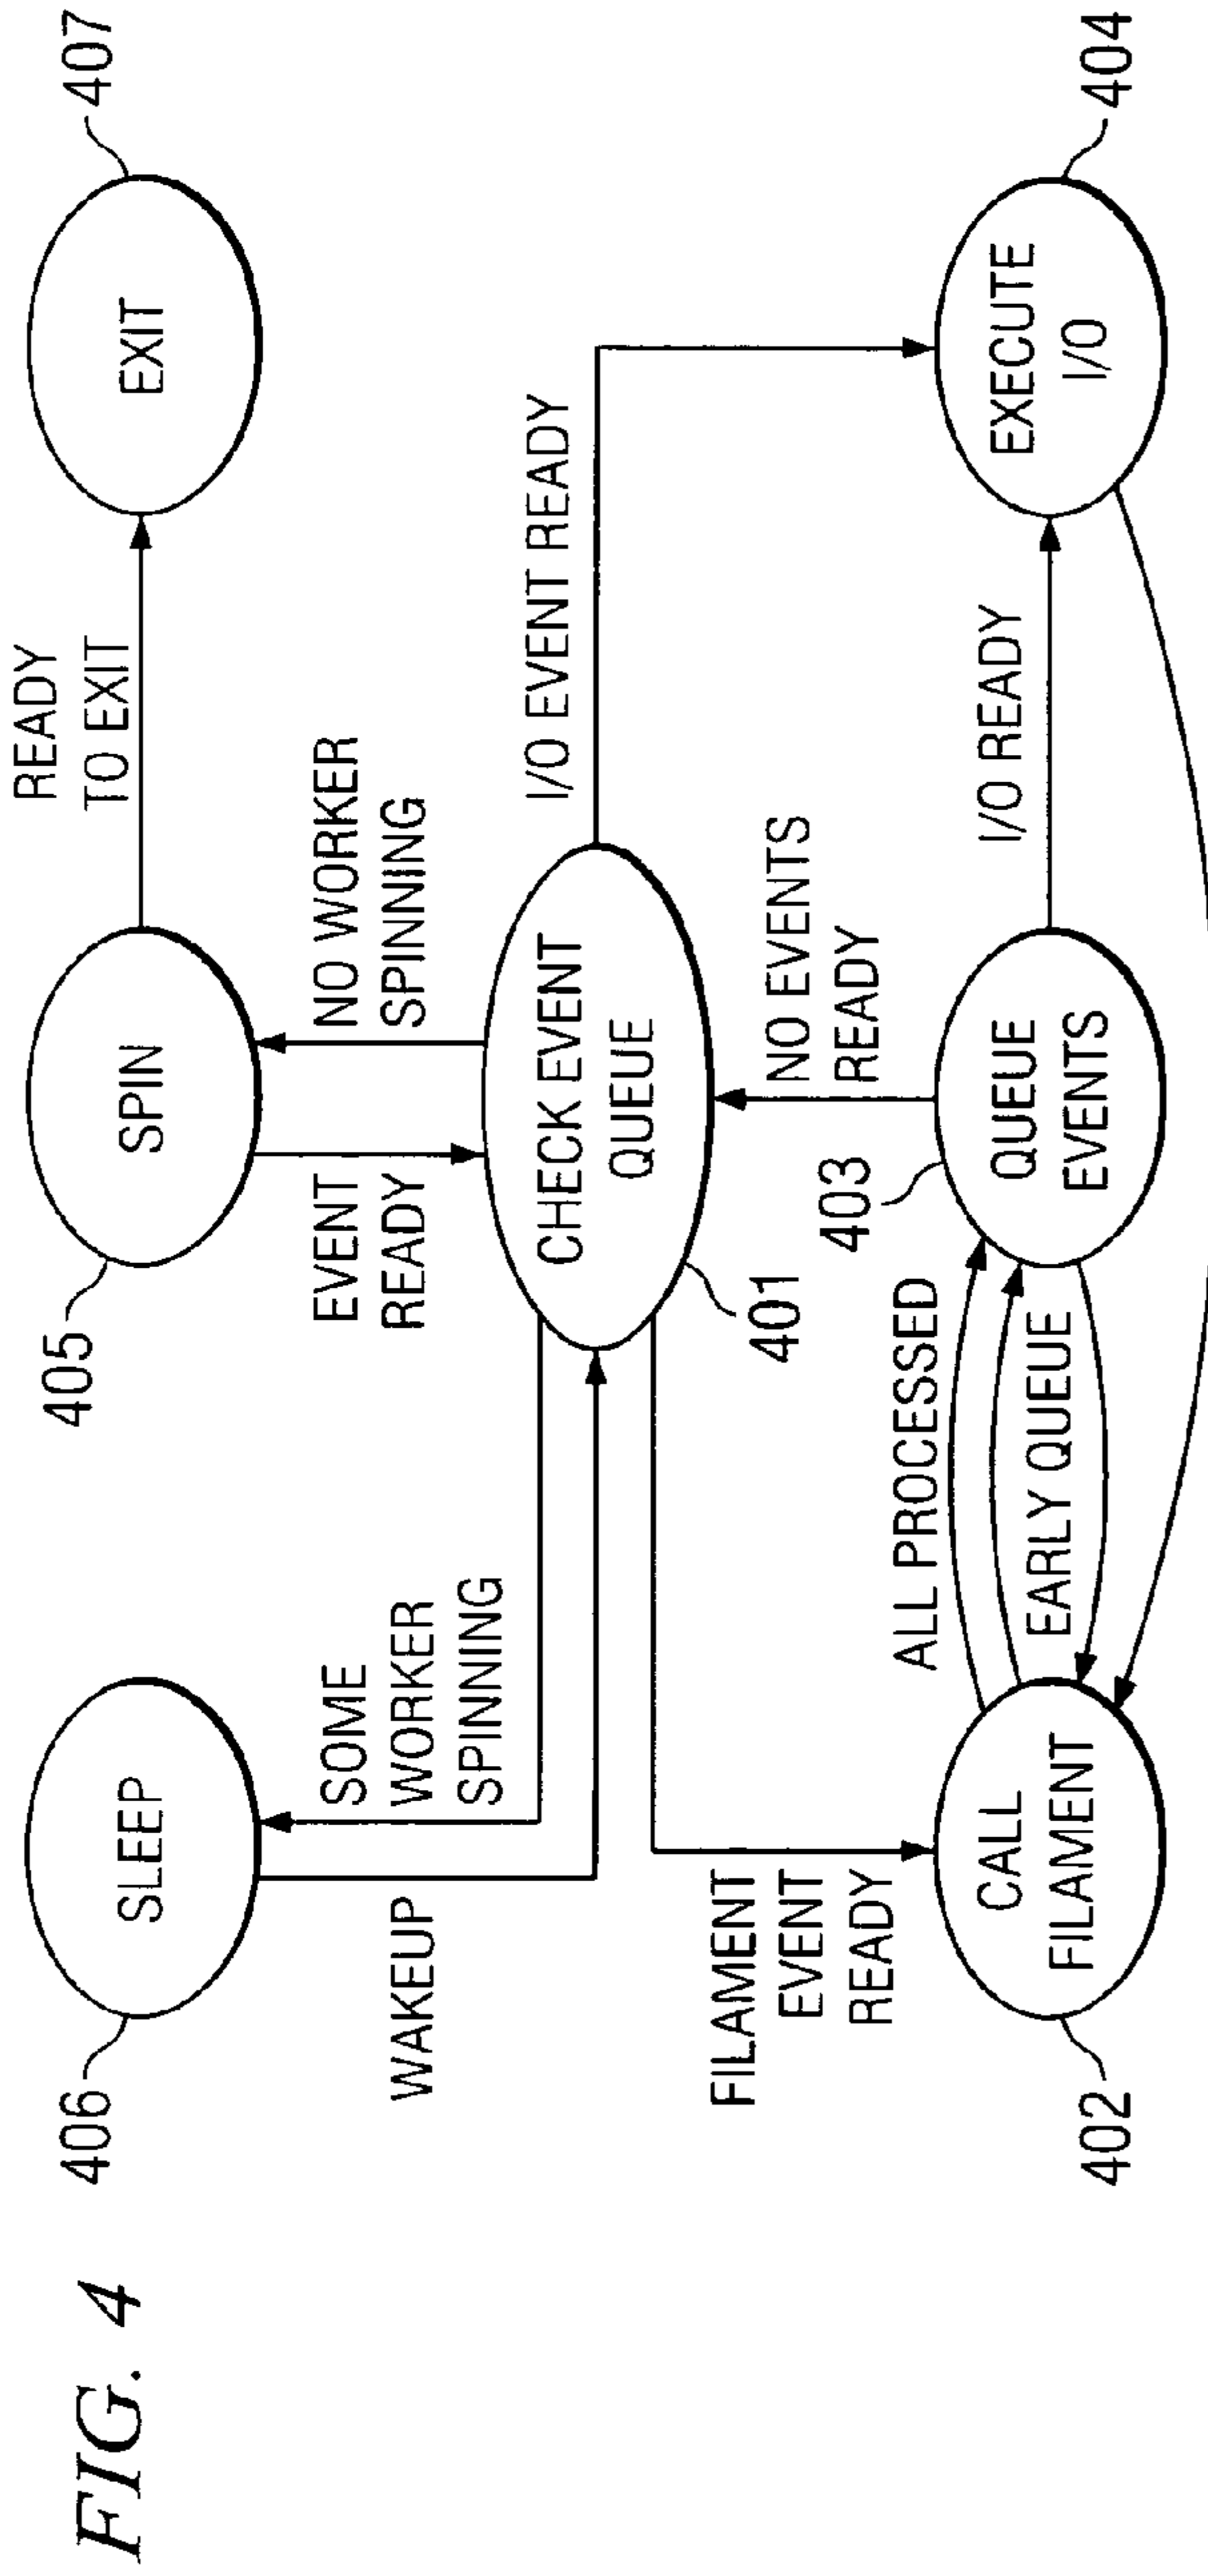 FIG. 4
406
SLEEP
405
SPIN
READY
TO EXIT
EXIT
407
WAKEUP
SOME
WORKER
SPINNING
EVENT
READY
NO WORKER
SPINNING
CHECK EVENT
QUEUE
401
I/O EVENT READY
FILAMENT
EVENT
READY
NO EVENTS
READY
403
402
CALL
FILAMENT
ALL PROCESSED
EARLY QUEUE
QUEUE
EVENTS
I/O READY
EXECUTE
I/O
404